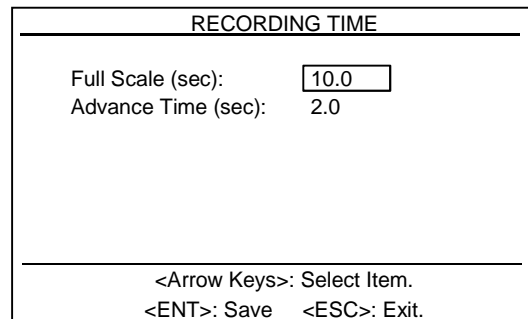 RECORDING TIME
Full Scale (sec): 10.0
Advance Time (sec): 2.0
<Arrow Keys>: Select Item.
<ENT>: Save <ESC>: Exit.